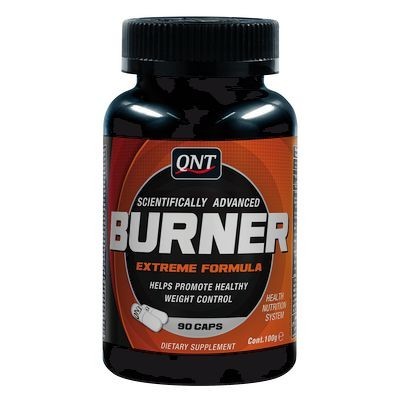 QNT
SCIENTIFICALLY ADVANCED
BURNER
EXTREME FORMULA
HELPS PROMOTE HEALTHY
WEIGHT CONTROL
90 CAPS
DIETARY SUPPLEMENT
HEALTH
NUTRITION
SYSTEM
Cont.100g ℮
QNT